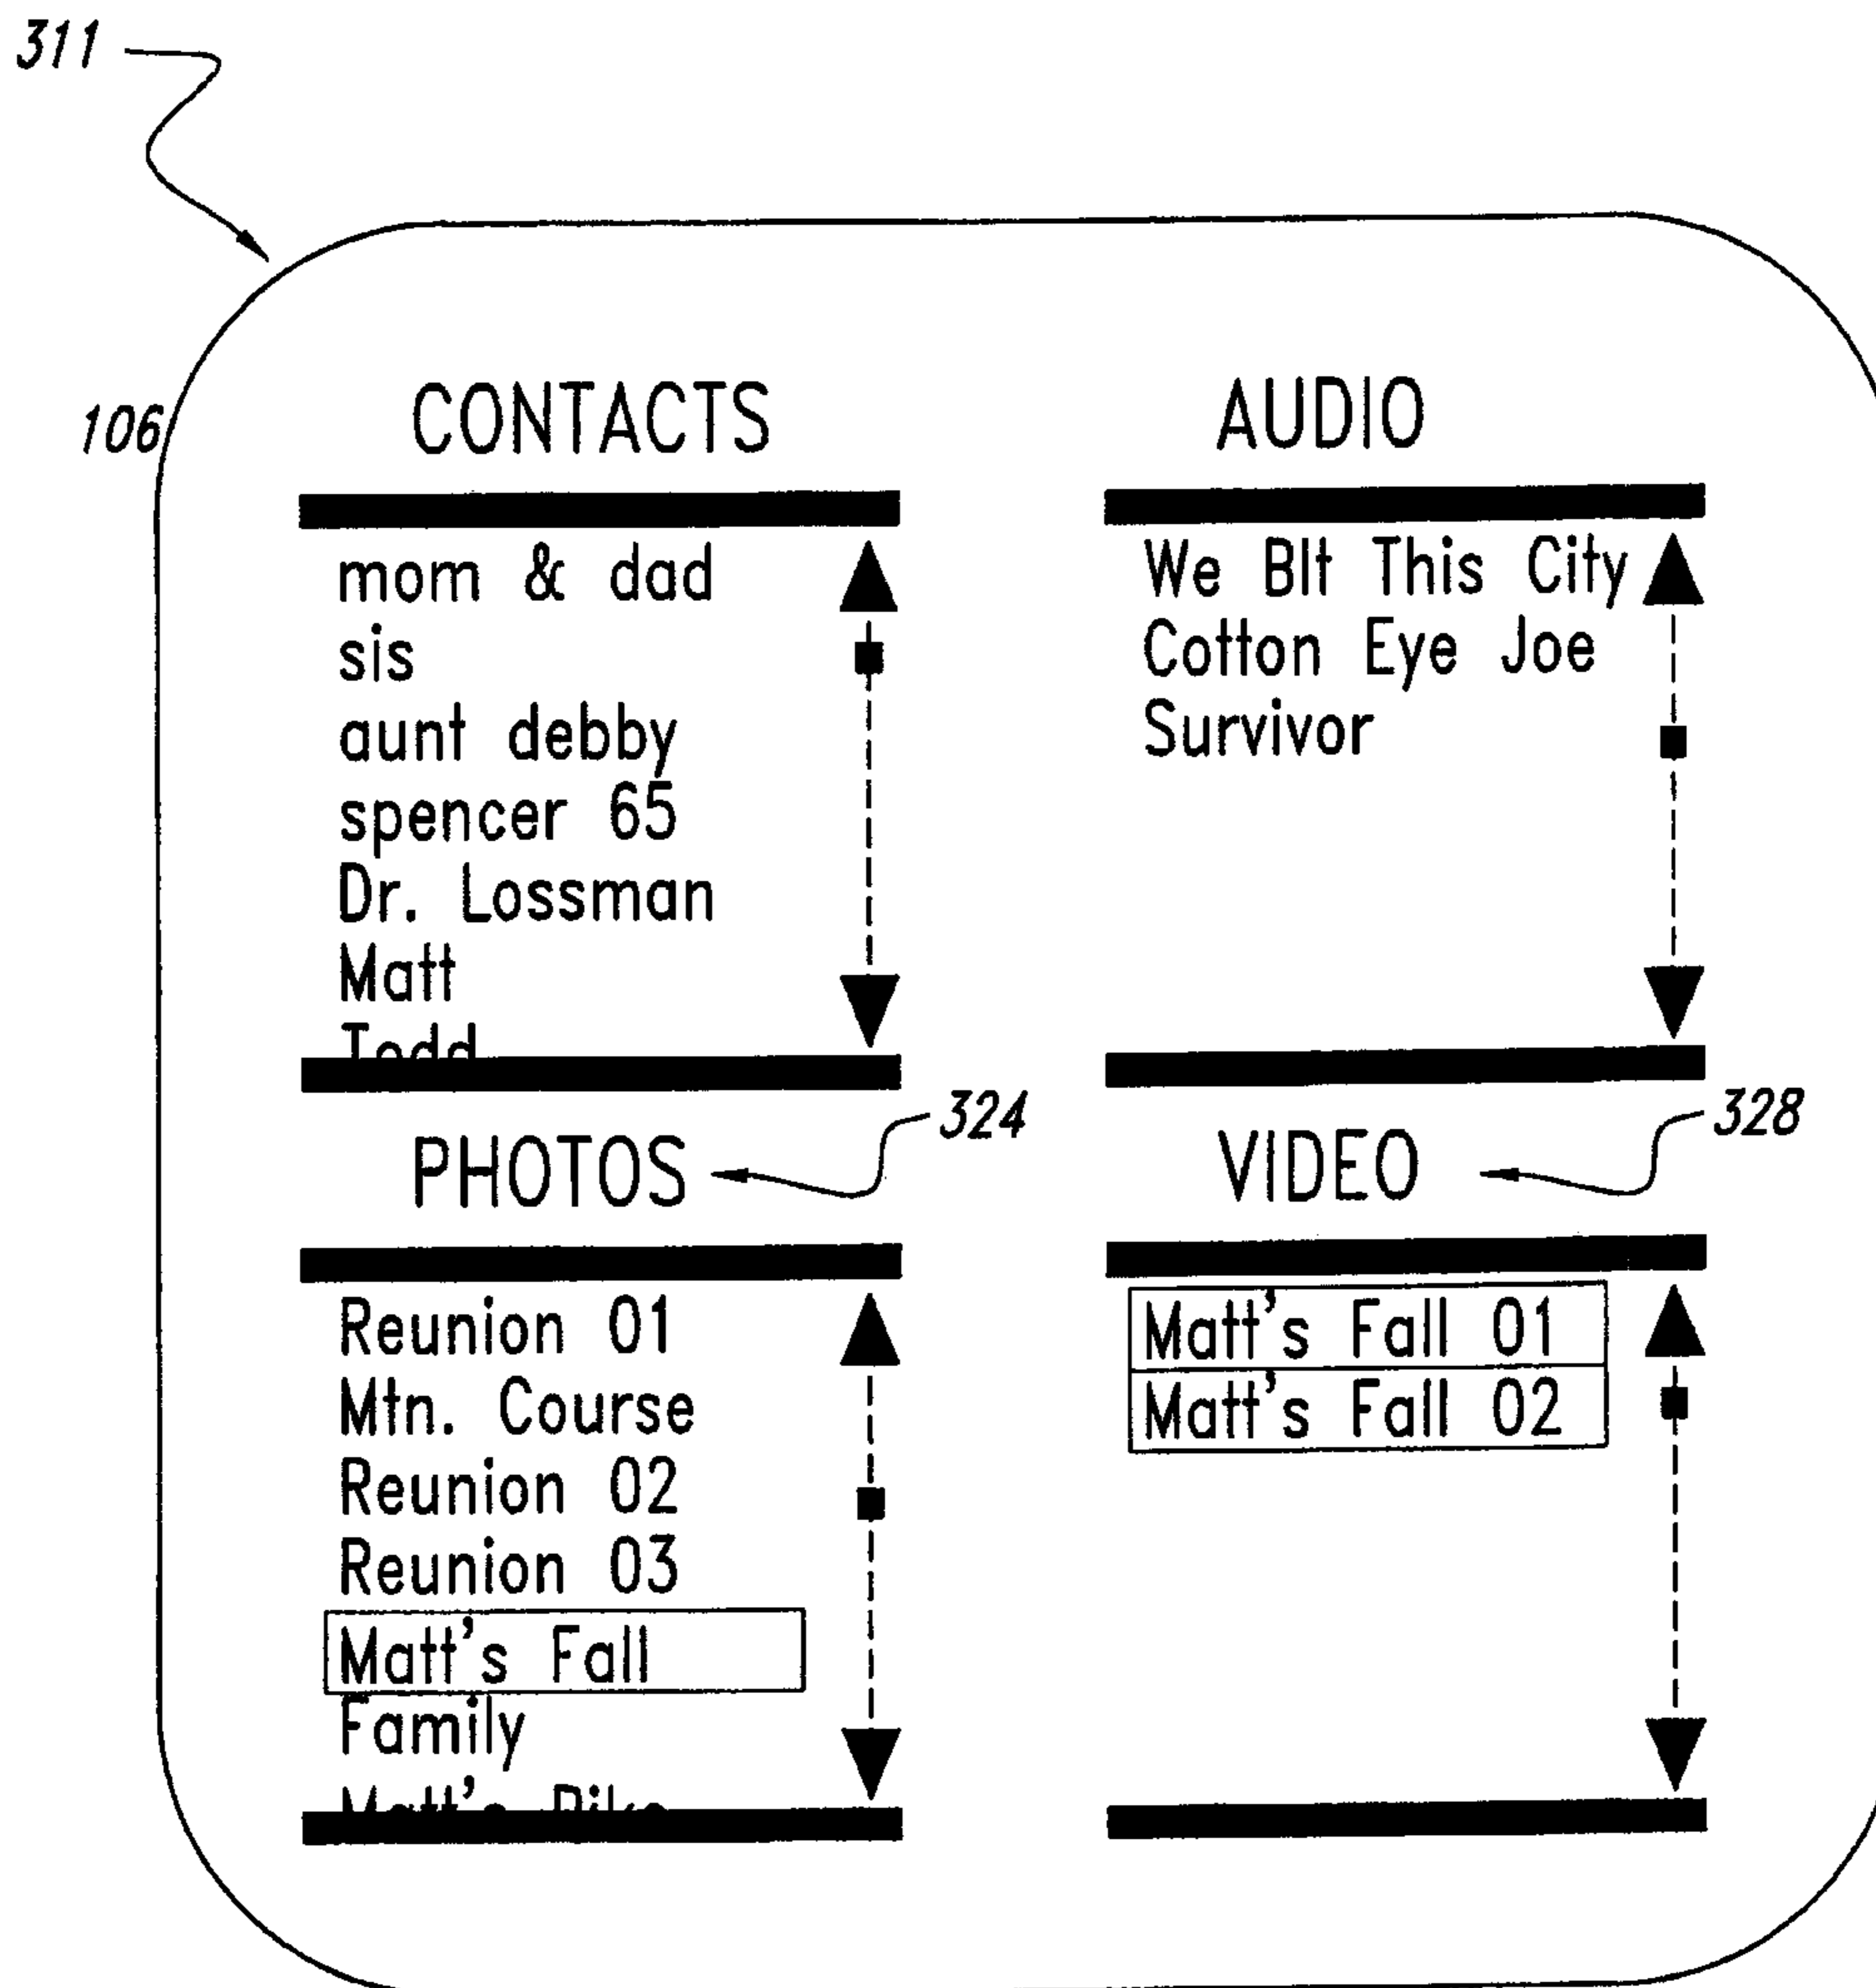 311
106
CONTACTS
mom & dad
sis
aunt debby
spencer 65
Dr. Lossman
Matt
Todd
AUDIO
We Blt This City
Cotton Eye Joe
Survivor
PHOTOS
324
Reunion 01
Mtn. Course
Reunion 02
Reunion 03
Matt's Fall
Family
Matt's
VIDEO
328
Matt's Fall 01
Matt's Fall 02